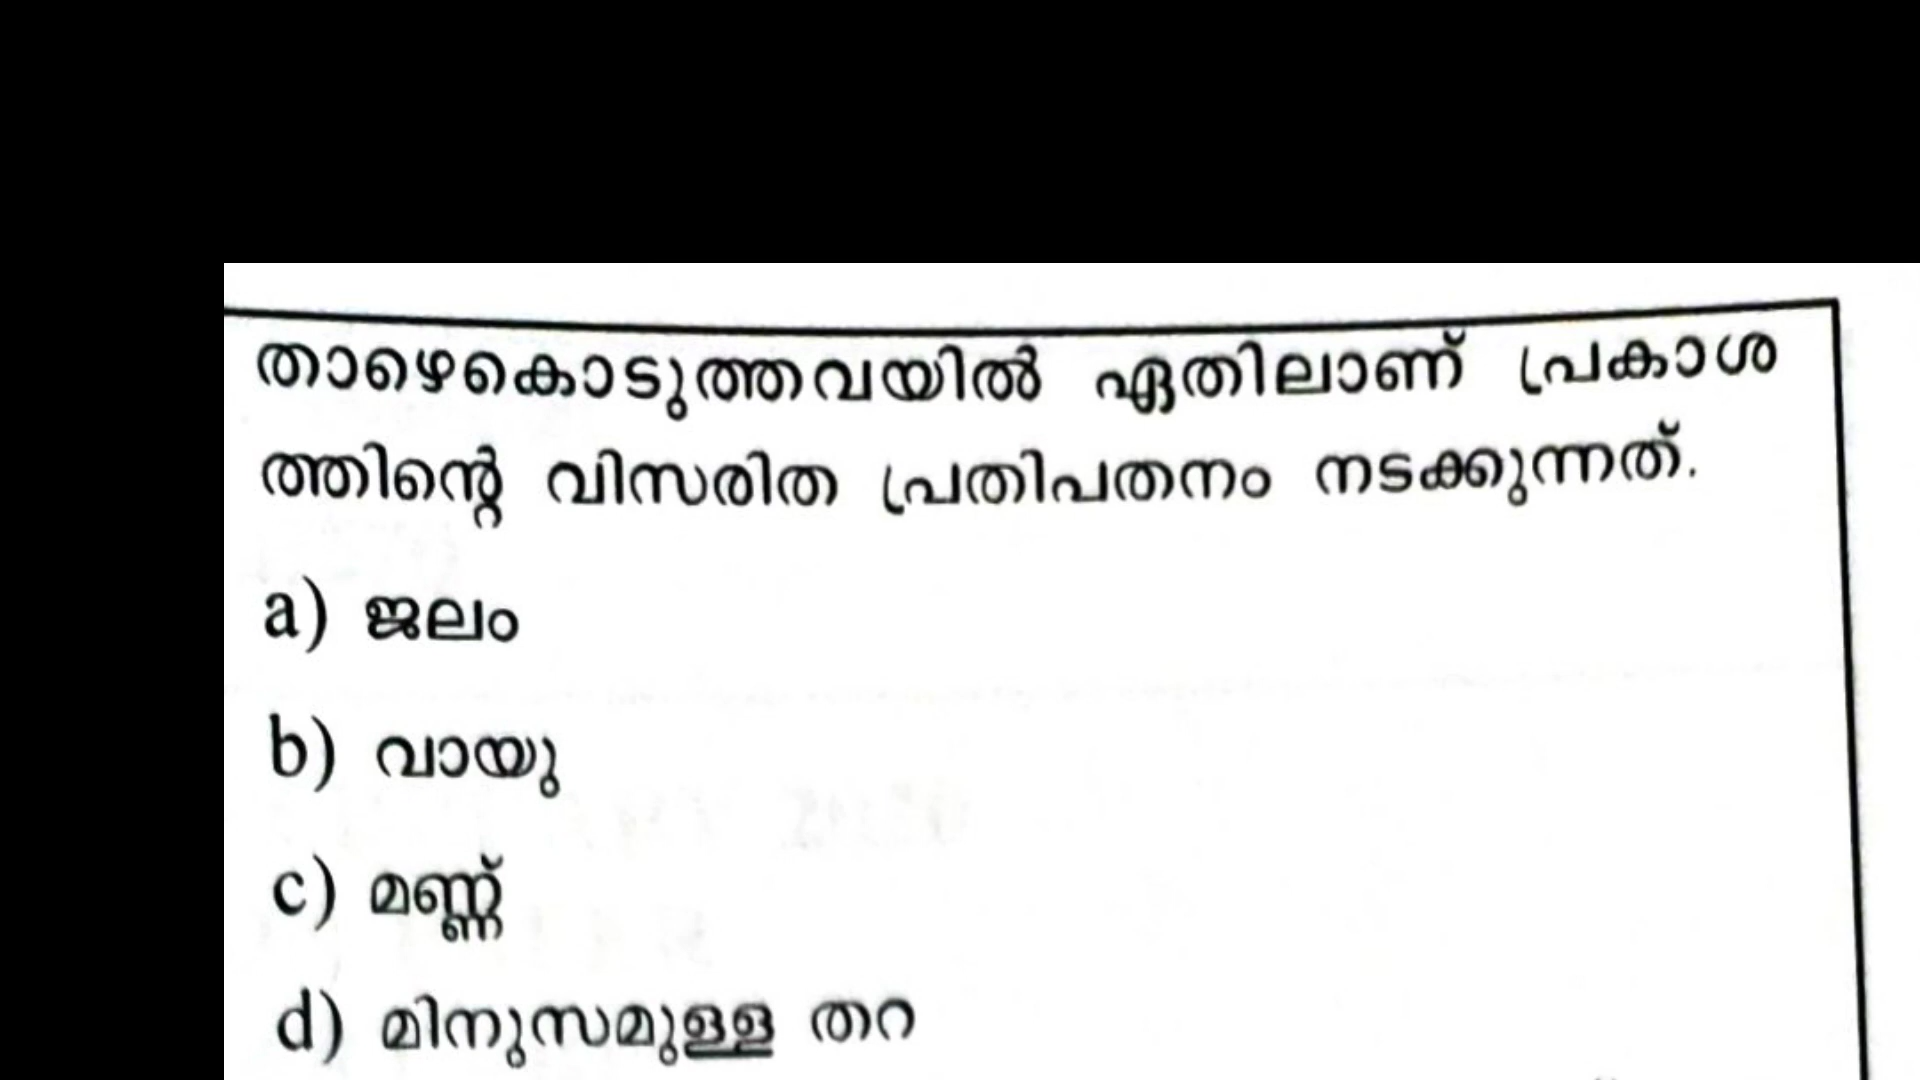 താഴെകൊടുത്തവയിൽ ഏതിലാണ് പ്രകാശ
ത്തിന്റെ വിസരിത പ്രതിപതനം നടക്കുന്നത്.
a) ജലം
b) വായു
c) മണ്ണ്
d) മിനുസമുള്ള തറ